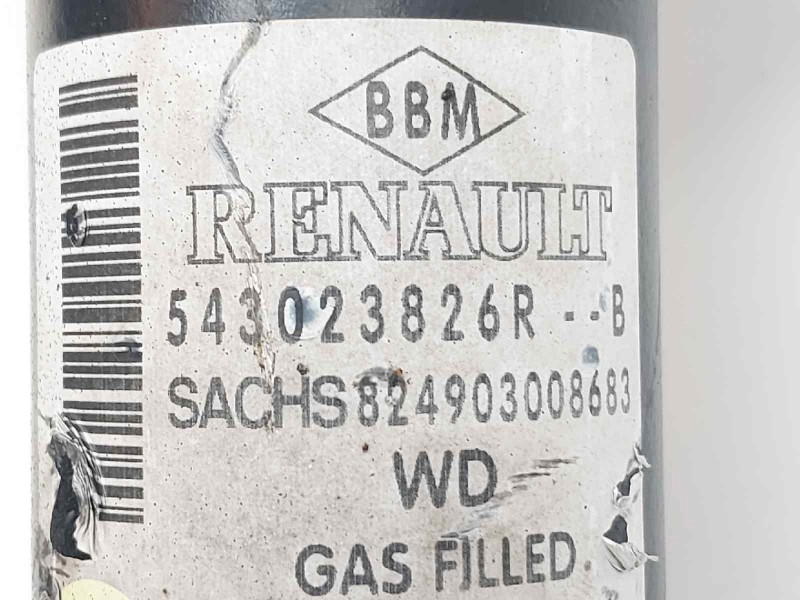 BBM
RENAULT
543023826R --B
SACHS 824903008683
WD
GAS FILLED